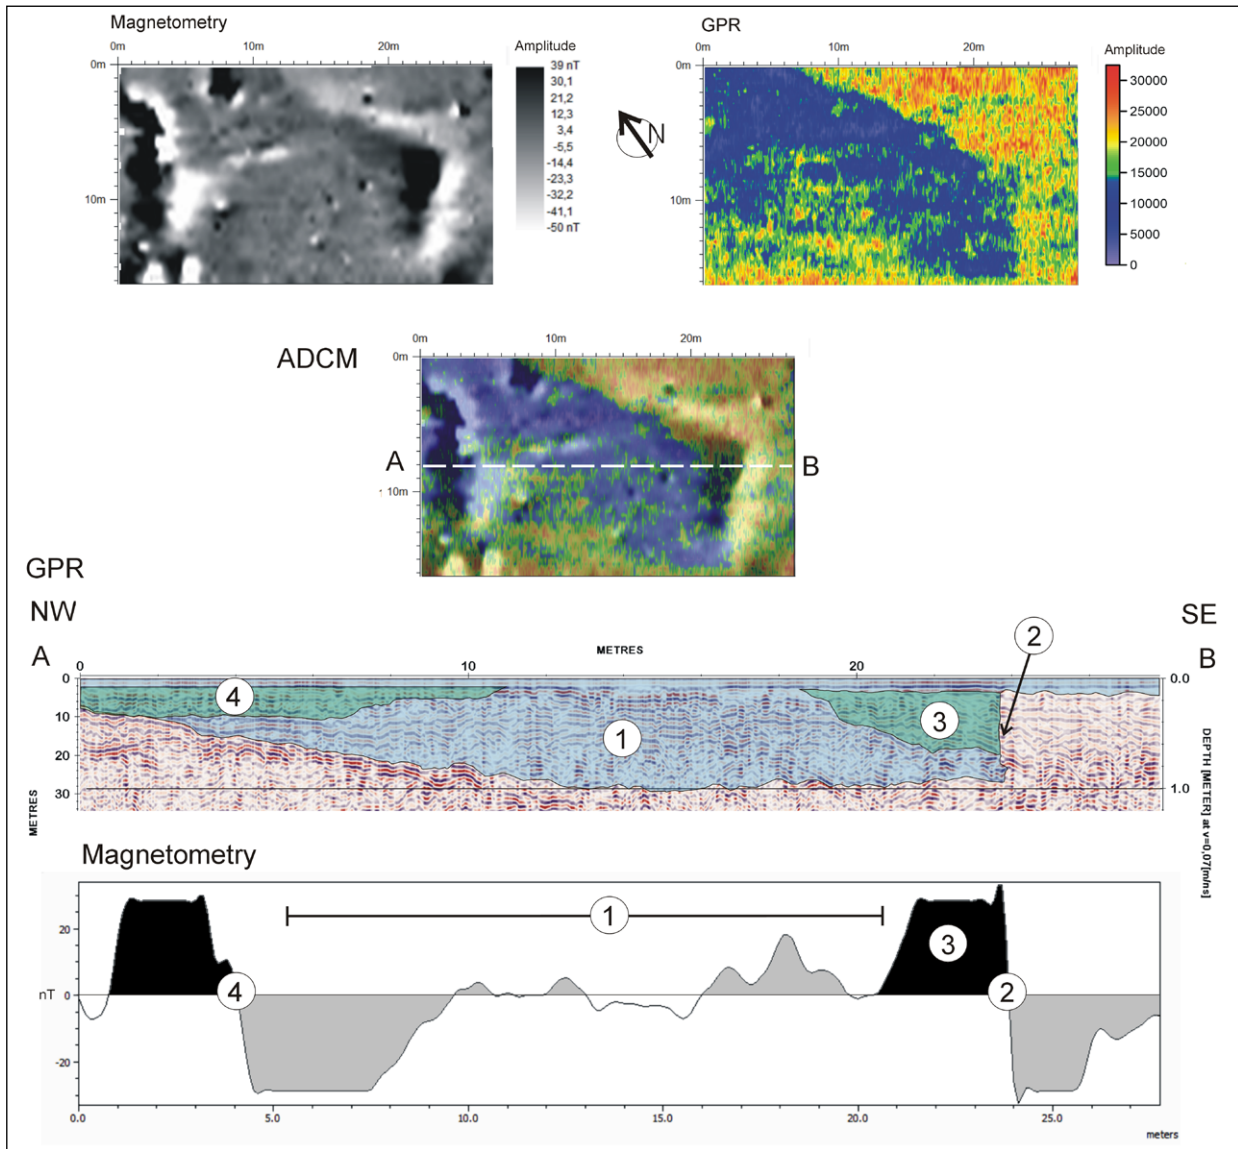 Magnetometry
0m 10m 20m
Amplitude
39 nT
30,1
21,2
12,3
3,4
-5,5
-14,4
-23,3
-32,2
-41,1
-50 nT
0m
10m
N
GPR
0m 10m 20m
Amplitude
30000
25000
20000
15000
10000
5000
0
0m
10m
ADCM
0m 10m 20m
0m
10m
A B
GPR
NW SE
A B
METRES
0 10 20
2
0
10
20
30
METRES
4
1
3
0.0
1.0
DEPTH [METER] at v=0,07[m/ns]
Magnetometry
20
nT 0
-20
1
3
4
2
0.0 5.0 10.0 15.0 20.0 25.0
meters